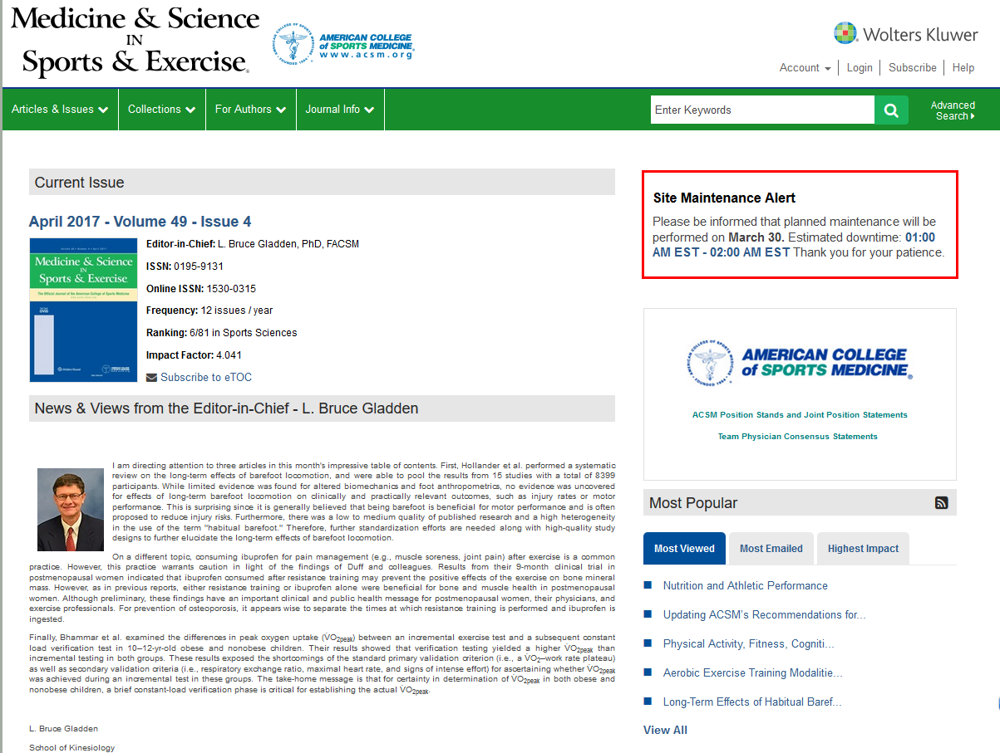 Medicine & Science
IN
Sports & Exercise®
AMERICAN COLLEGE
of SPORTS MEDICINE®
www.acsm.org
Wolters Kluwer
Account
Login
Subscribe
Help
Articles & Issues
Collections
For Authors
Journal Info
Enter Keywords
Advanced
Search
Current Issue
April 2017 - Volume 49 - Issue 4
Medicine & Science
IN
Sports & Exercise
The Official Journal of the American College of Sports Medicine
Wolters Kluwer
Editor-in-Chief: L. Bruce Gladden, PhD, FACSM
ISSN: 0195-9131
Online ISSN: 1530-0315
Frequency: 12 issues / year
Ranking: 6/81 in Sports Sciences
Impact Factor: 4.041
Subscribe to eTOC
News & Views from the Editor-in-Chief - L. Bruce Gladden
I am directing attention to three articles in this month's impressive table of contents. First, Hollander et al. performed a systematic
review on the long-term effects of barefoot locomotion, and were able to pool the results from 15 studies with a total of 8399
participants. While limited evidence was found for altered biomechanics and foot anthropometrics, no evidence was uncovered
for effects of long-term barefoot locomotion on clinically and practically relevant outcomes, such as injury rates or motor
performance. This is surprising since it is generally believed that being barefoot is beneficial for motor performance and is often
proposed to reduce injury risks. Furthermore, there was a low to medium quality of published research and a high heterogeneity
in the use of the term "habitual barefoot." Therefore, further standardization efforts are needed along with high-quality study
designs to further elucidate the long-term effects of barefoot locomotion.
On a different topic, consuming ibuprofen for pain management (e.g., muscle soreness, joint pain) after exercise is a common
practice. However, this practice warrants caution in light of the findings of Duff and colleagues. Results from their 9-month clinical trial in
postmenopausal women indicated that ibuprofen consumed after resistance training may prevent the positive effects of the exercise on bone mineral
mass. However, as in previous reports, either resistance training or ibuprofen alone were beneficial for bone and muscle health in postmenopausal
women. Although preliminary, these findings have an important clinical and public health message for postmenopausal women, their physicians, and
exercise professionals. For prevention of osteoporosis, it appears wise to separate the times at which resistance training is performed and ibuprofen is
ingested.
Finally, Bhammar et al. examined the differences in peak oxygen uptake (V̇O2peak) between an incremental exercise test and a subsequent constant
load verification test in 10–12-yr-old obese and nonobese children. Their results showed that verification testing yielded a higher V̇O2peak than
incremental testing in both groups. These results exposed the shortcomings of the standard primary validation criterion (i.e., a V̇O2–work rate plateau)
as well as secondary validation criteria (i.e., respiratory exchange ratio, maximal heart rate, and signs of intense effort) for ascertaining whether V̇O2peak
was achieved during an incremental test in these groups. The take-home message is that for certainty in determination of V̇O2peak in both obese and
nonobese children, a brief constant-load verification phase is critical for establishing the actual V̇O2peak.
L. Bruce Gladden
School of Kinesiology
Site Maintenance Alert
Please be informed that planned maintenance will be
performed on March 30. Estimated downtime: 01:00
AM EST - 02:00 AM EST Thank you for your patience.
AMERICAN COLLEGE
of SPORTS MEDICINE®
ACSM Position Stands and Joint Position Statements
Team Physician Consensus Statements
Most Popular
Most Viewed
Most Emailed
Highest Impact
Nutrition and Athletic Performance
Updating ACSM's Recommendations for...
Physical Activity, Fitness, Cogniti...
Aerobic Exercise Training Modalitie...
Long-Term Effects of Habitual Baref...
View All